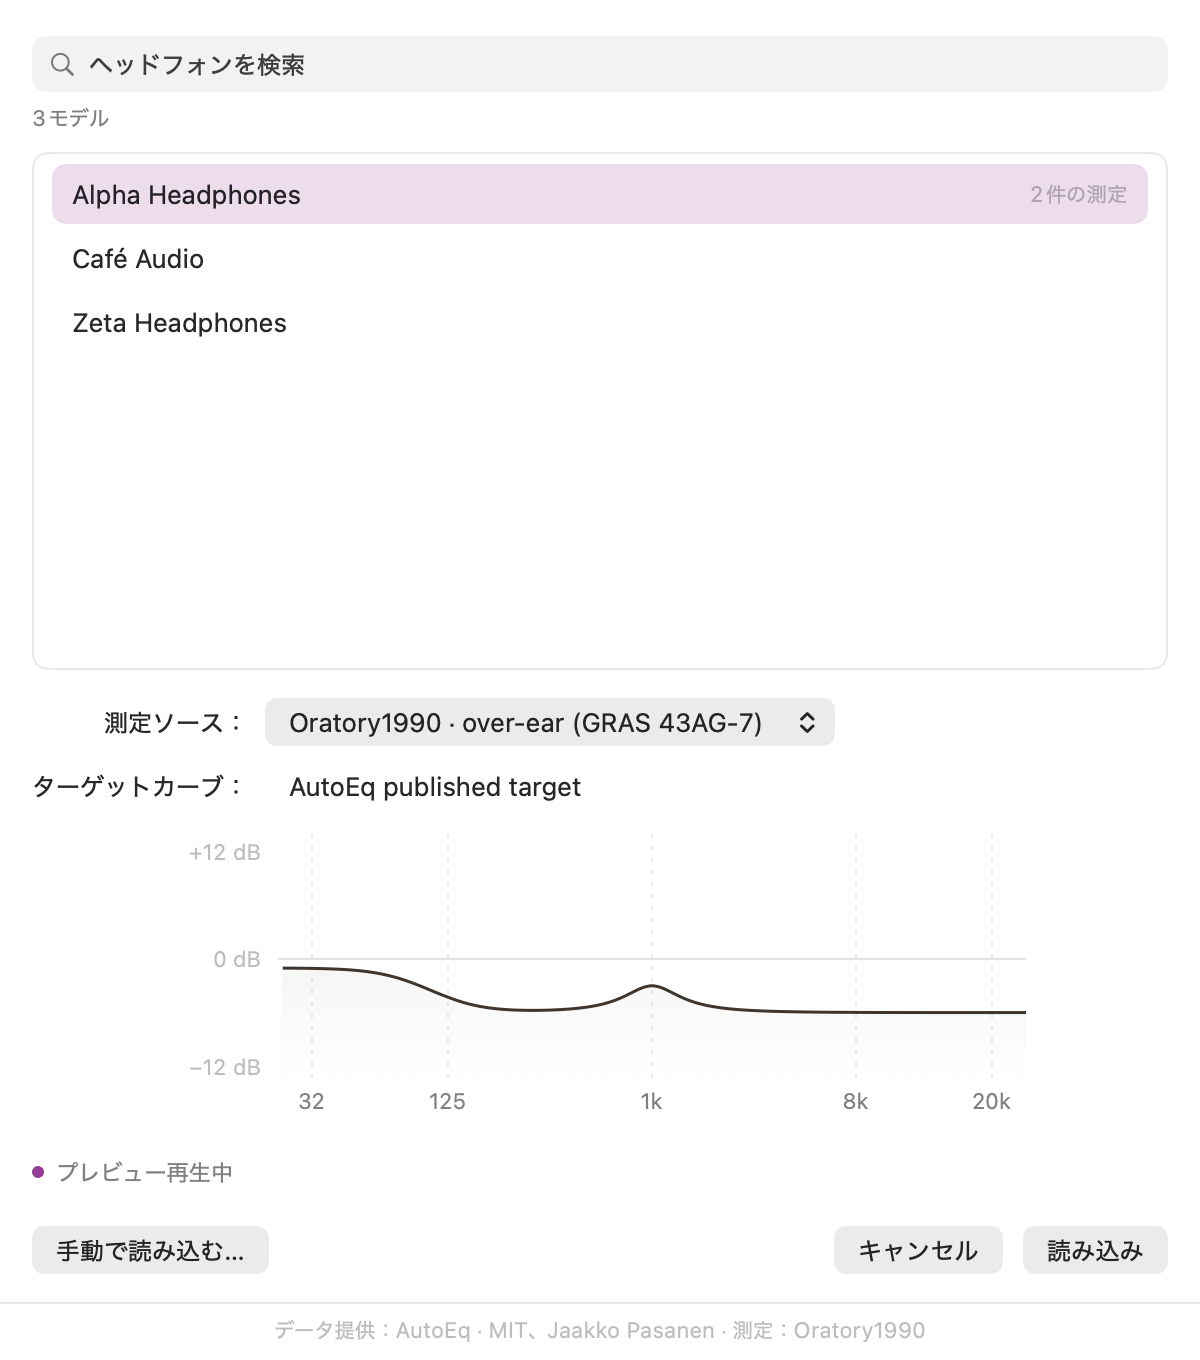 ヘッドフォンを検索
3モデル
Alpha Headphones 2件の測定
Café Audio
Zeta Headphones
測定ソース： Oratory1990 · over-ear (GRAS 43AG-7)
ターゲットカーブ： AutoEq published target
+12 dB
0 dB
−12 dB
32 125 1k 8k 20k
プレビュー再生中
手動で読み込む... キャンセル 読み込み
データ提供：AutoEq · MIT、Jaakko Pasanen · 測定：Oratory1990